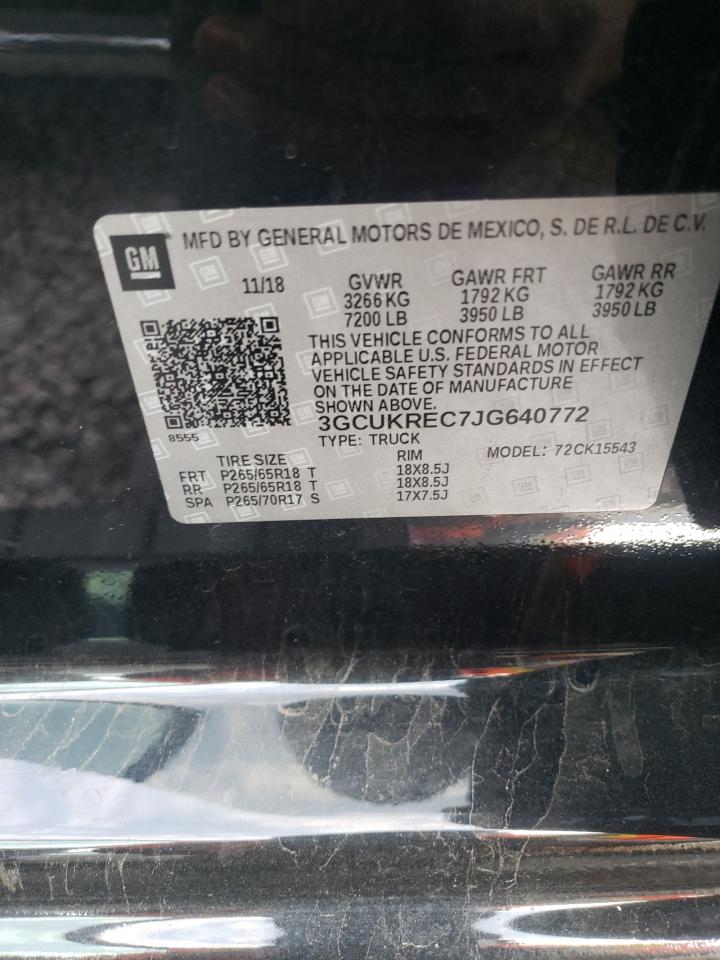 GM MFD BY GENERAL MOTORS DE MEXICO, S. DE R.L. DE C.V.
11/18 GVWR GAWR FRT GAWR RR
3266 KG 1792 KG 1792 KG
7200 LB 3950 LB 3950 LB
THIS VEHICLE CONFORMS TO ALL
APPLICABLE U.S. FEDERAL MOTOR
VEHICLE SAFETY STANDARDS IN EFFECT
ON THE DATE OF MANUFACTURE
SHOWN ABOVE.
8555
3GCUKREC7JG640772
TYPE: TRUCK MODEL: 72CK15543
TIRE SIZE RIM
FRT P265/65R18 T 18X8.5J
RR P265/65R18 T 18X8.5J
SPA P265/70R17 S 17X7.5J